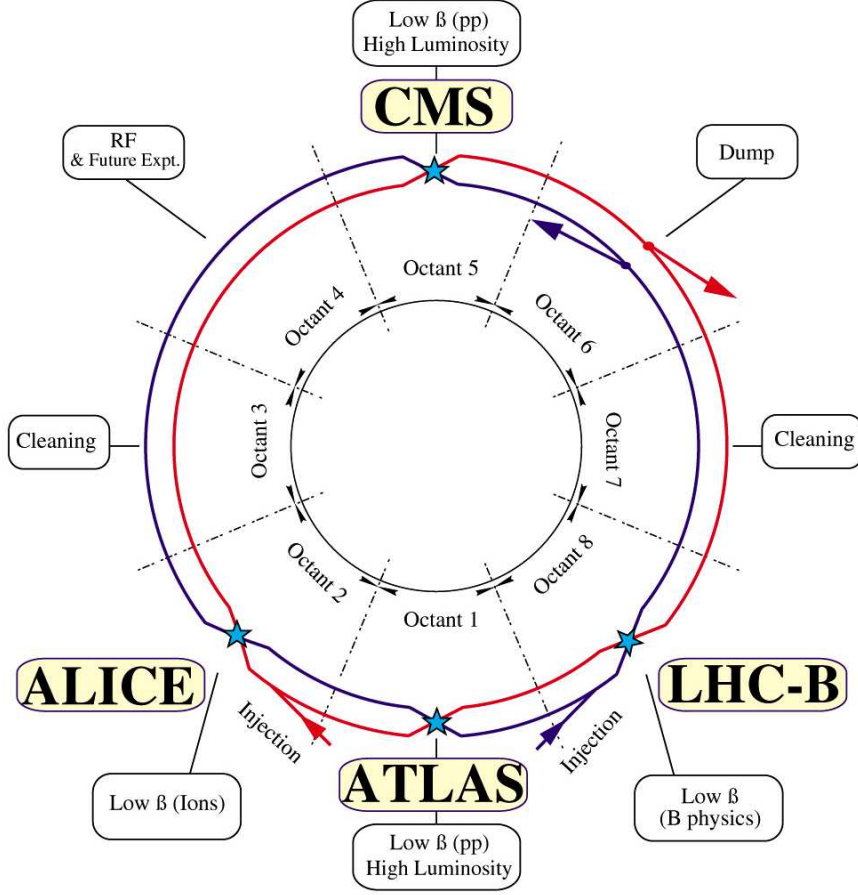 Low ß (pp)
High Luminosity
CMS
RF
& Future Expt.
Dump
Octant 5
Octant 4
Octant 6
Cleaning
Octant 3
Octant 7
Cleaning
Octant 2
Octant 8
Octant 1
ALICE
LHC-B
Injection
Injection
ATLAS
Low ß (Ions)
Low ß
(B physics)
Low ß (pp)
High Luminosity